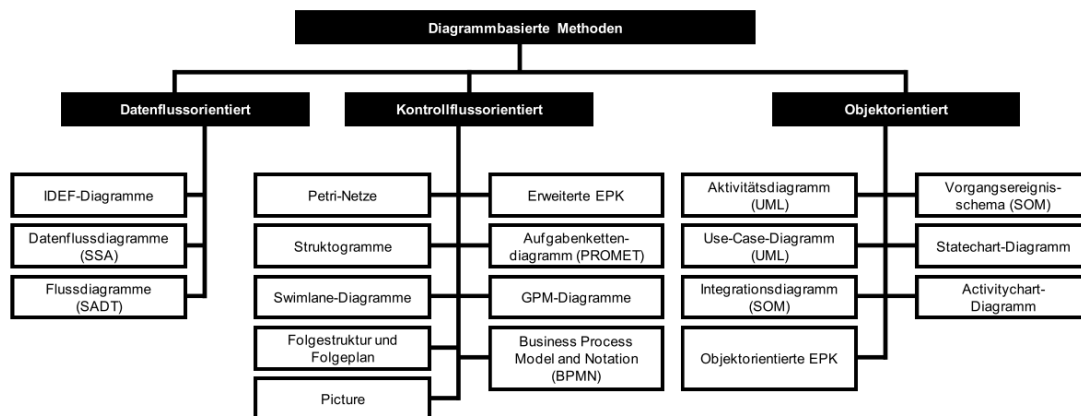 Diagrammbasierte Methoden
Datenflussorientiert
Kontrollflussorientiert
Objektorientiert
IDEF-Diagramme
Datenflussdiagramme
(SSA)
Flussdiagramme
(SADT)
Petri-Netze
Erweiterte EPK
Struktogramme
Aufgabenketten-
diagramm (PROMET)
Swimlane-Diagramme
GPM-Diagramme
Folgestruktur und
Folgeplan
Business Process
Model and Notation
(BPMN)
Picture
Aktivitätsdiagramm
(UML)
Vorgangsereignis-
schema (SOM)
Use-Case-Diagramm
(UML)
Statechart-Diagramm
Integrationsdiagramm
(SOM)
Activitychart-
Diagramm
Objektorientierte EPK